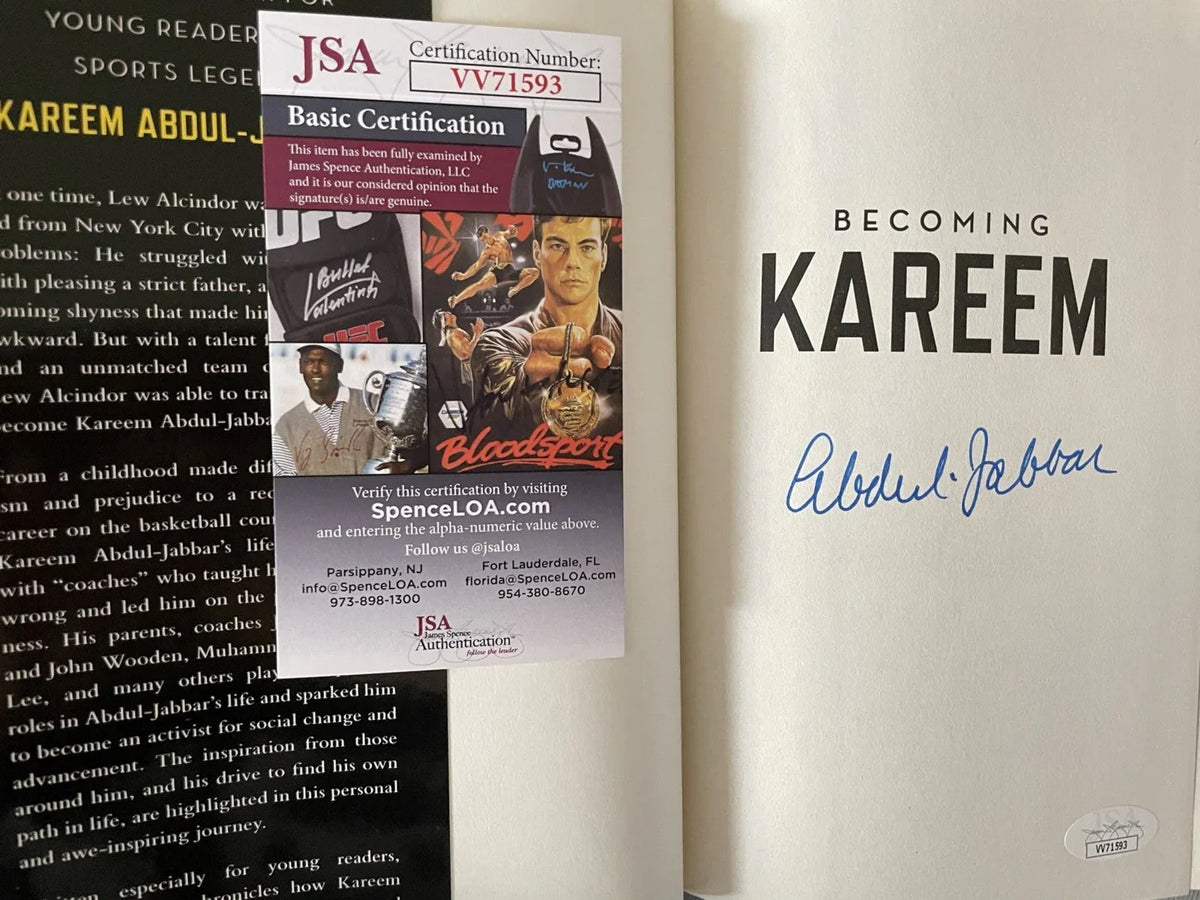 YOUNG READER
SPORTS LEGE
KAREEM ABDUL-J
one time, Lew Alcindor wa
d from New York City with
oblems: He struggled wi
ith pleasing a strict father, a
oming shyness that made hi
wkward. But with a talent
nd an unmatched team
ew Alcindor was able to tra
ecome Kareem Abdul-Jabba
From a childhood made dif
sm and prejudice to a rec
career on the basketball cou
Kareem Abdul-Jabbar's life
with "coaches" who taught h
wrong and led him on the
ness. His parents, coaches
and John Wooden, Muhamm
Lee, and many others play
roles in Abdul-Jabbar's life and sparked him
to become an activist for social change and
advancement. The inspiration from those
around him, and his drive to find his own
path in life, are highlighted in this personal
and awe-inspiring journey.
especially for young readers,
hronicles how Kareem
JSA
Certification Number:
VV71593
Basic Certification
This item has been fully examined by
James Spence Authentication, LLC
and it is our considered opinion that the
signature(s) is/are genuine.
UFC
Bullet
Valentina
UFC
Bloodsport
Verify this certification by visiting
SpenceLOA.com
and entering the alpha-numeric value above.
Follow us @jsaloa
Parsippany, NJ
info@SpenceLOA.com
973-898-1300
Fort Lauderdale, FL
florida@SpenceLOA.com
954-380-8670
JSA
James Spence
Authentication
follow the leader
BECOMING
KAREEM
Abdul-Jabbar
VV71593